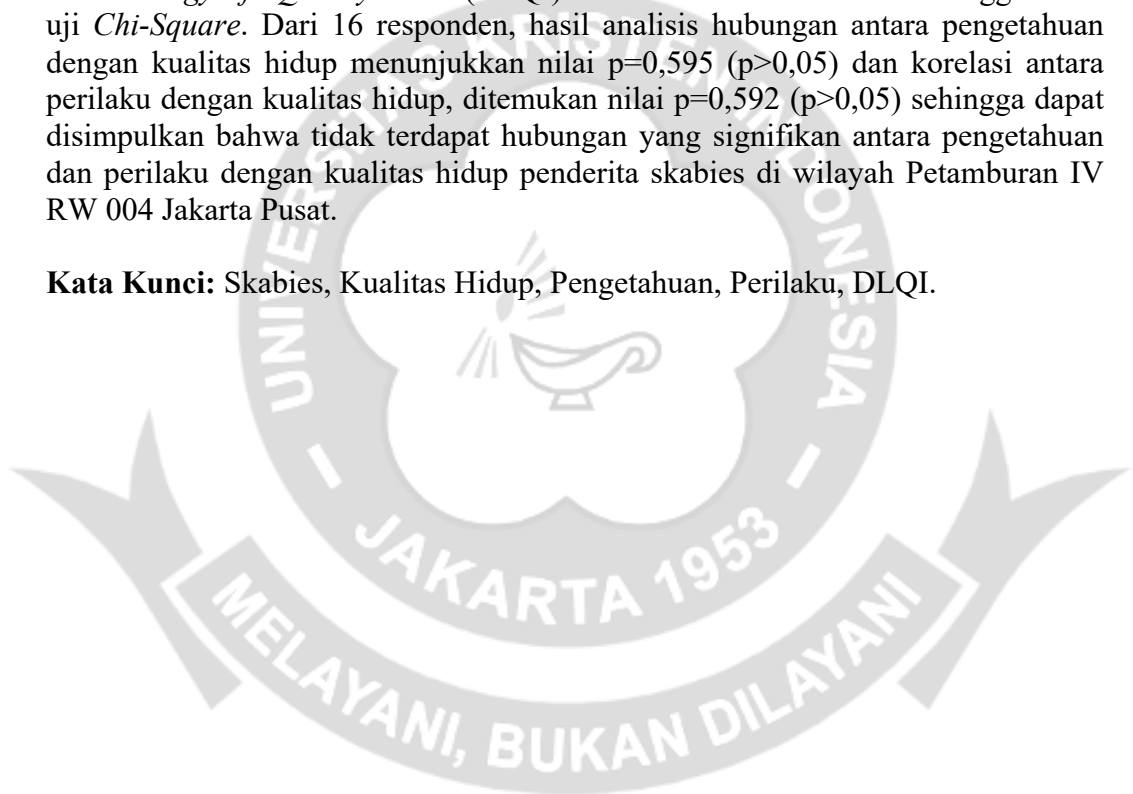 uji Chi-Square. Dari 16 responden, hasil analisis hubungan antara pengetahuan
dengan kualitas hidup menunjukkan nilai p=0,595 (p>0,05) dan korelasi antara
perilaku dengan kualitas hidup, ditemukan nilai p=0,592 (p>0,05) sehingga dapat
disimpulkan bahwa tidak terdapat hubungan yang signifikan antara pengetahuan
dan perilaku dengan kualitas hidup penderita skabies di wilayah Petamburan IV
RW 004 Jakarta Pusat.
Kata Kunci: Skabies, Kualitas Hidup, Pengetahuan, Perilaku, DLQI.
UNIVERSITAS KRISTEN INDONESIA
JAKARTA 1953
MELAYANI, BUKAN DILAYANI